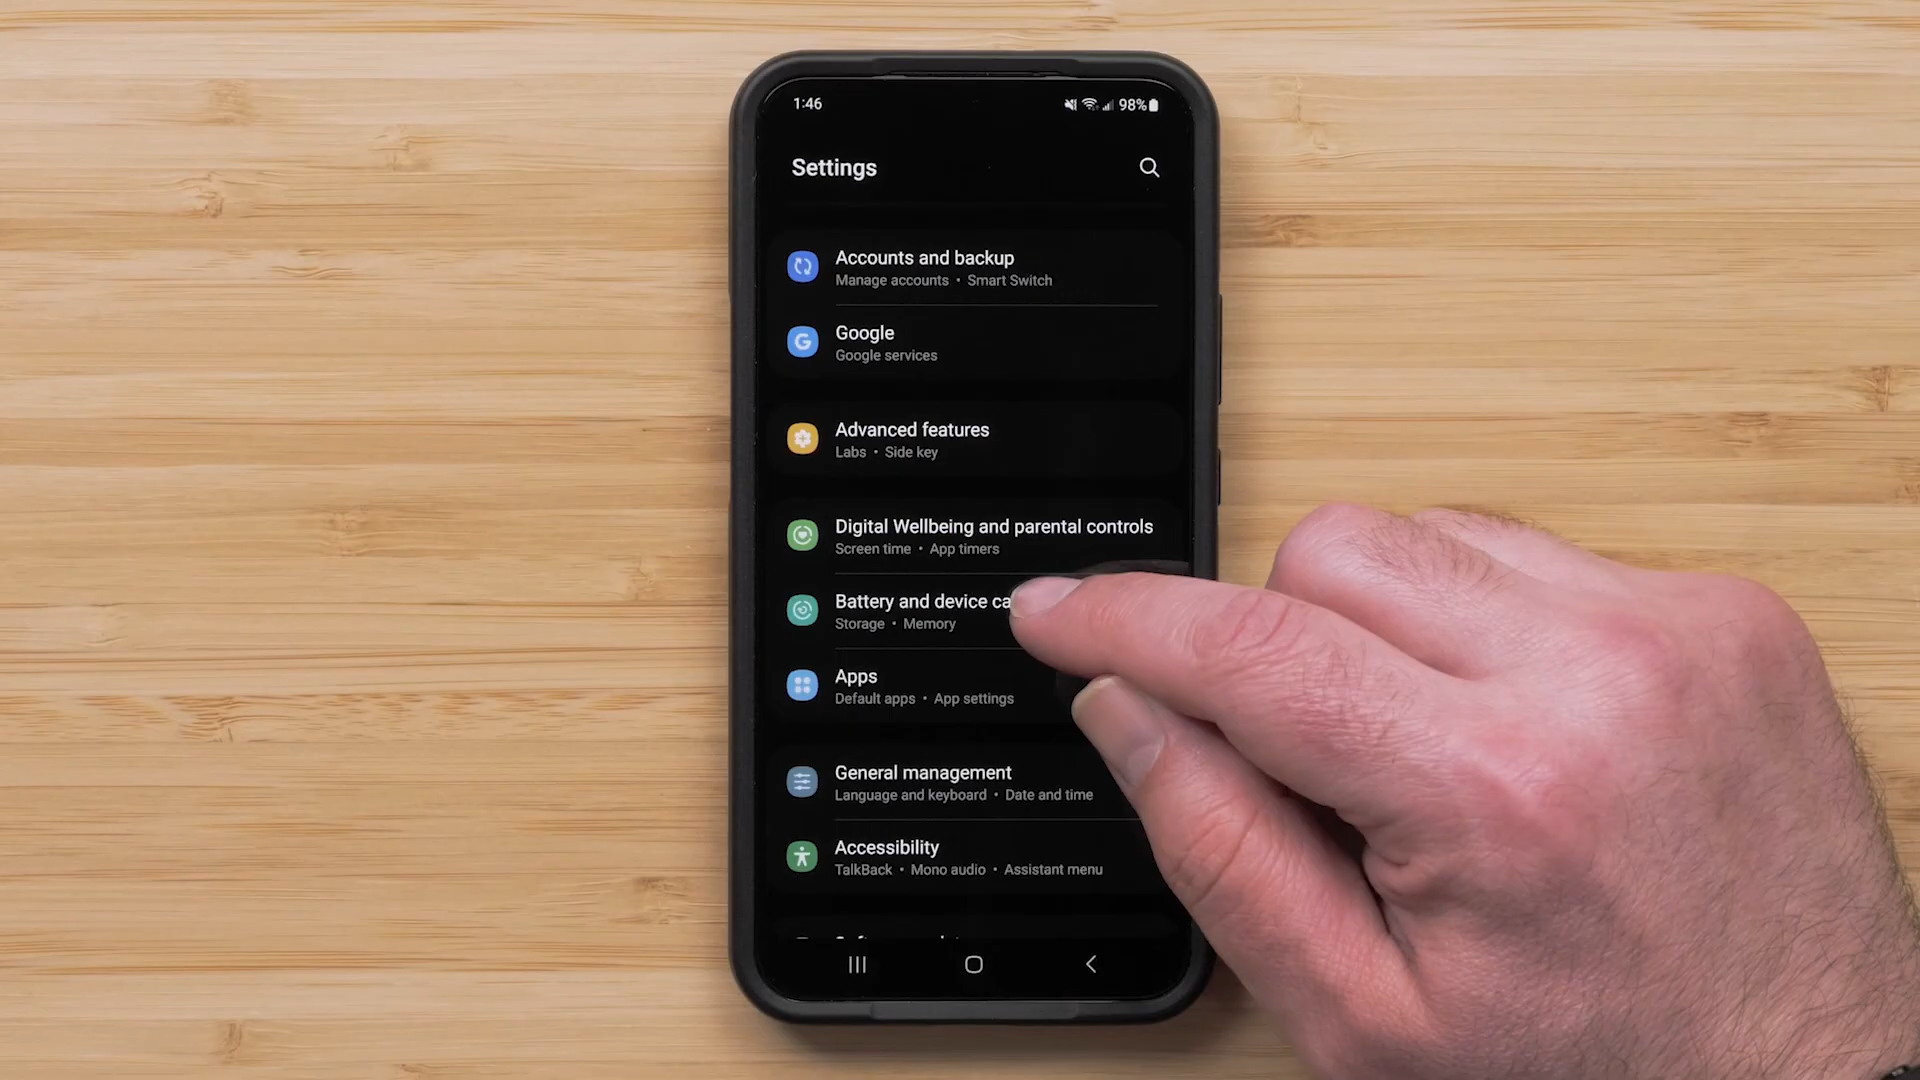 1:46 98%
Settings
Accounts and backup
Manage accounts • Smart Switch
Google
Google services
Advanced features
Labs • Side key
Digital Wellbeing and parental controls
Screen time • App timers
Battery and device
Storage • Memory
Apps
Default apps • App settings
General management
Language and keyboard • Date and time
Accessibility
TalkBack • Mono audio • Assistant menu